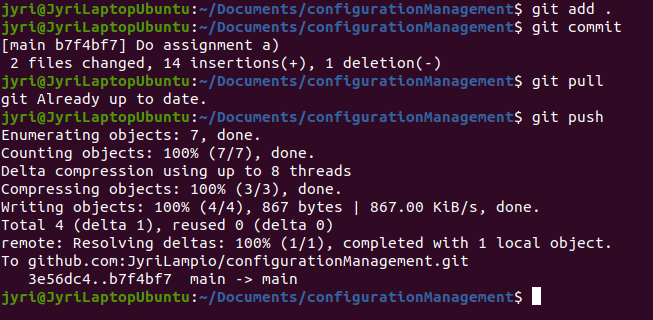 jyri@JyriLaptopUbuntu:~/Documents/configurationManagement$ git add .
jyri@JyriLaptopUbuntu:~/Documents/configurationManagement$ git commit
[main b7f4bf7] Do assignment a)
 2 files changed, 14 insertions(+), 1 deletion(-)
jyri@JyriLaptopUbuntu:~/Documents/configurationManagement$ git pull
git Already up to date.
jyri@JyriLaptopUbuntu:~/Documents/configurationManagement$ git push
Enumerating objects: 7, done.
Counting objects: 100% (7/7), done.
Delta compression using up to 8 threads
Compressing objects: 100% (3/3), done.
Writing objects: 100% (4/4), 867 bytes | 867.00 KiB/s, done.
Total 4 (delta 1), reused 0 (delta 0)
remote: Resolving deltas: 100% (1/1), completed with 1 local object.
To github.com:JyriLampio/configurationManagement.git
   3e56dc4..b7f4bf7  main -> main
jyri@JyriLaptopUbuntu:~/Documents/configurationManagement$